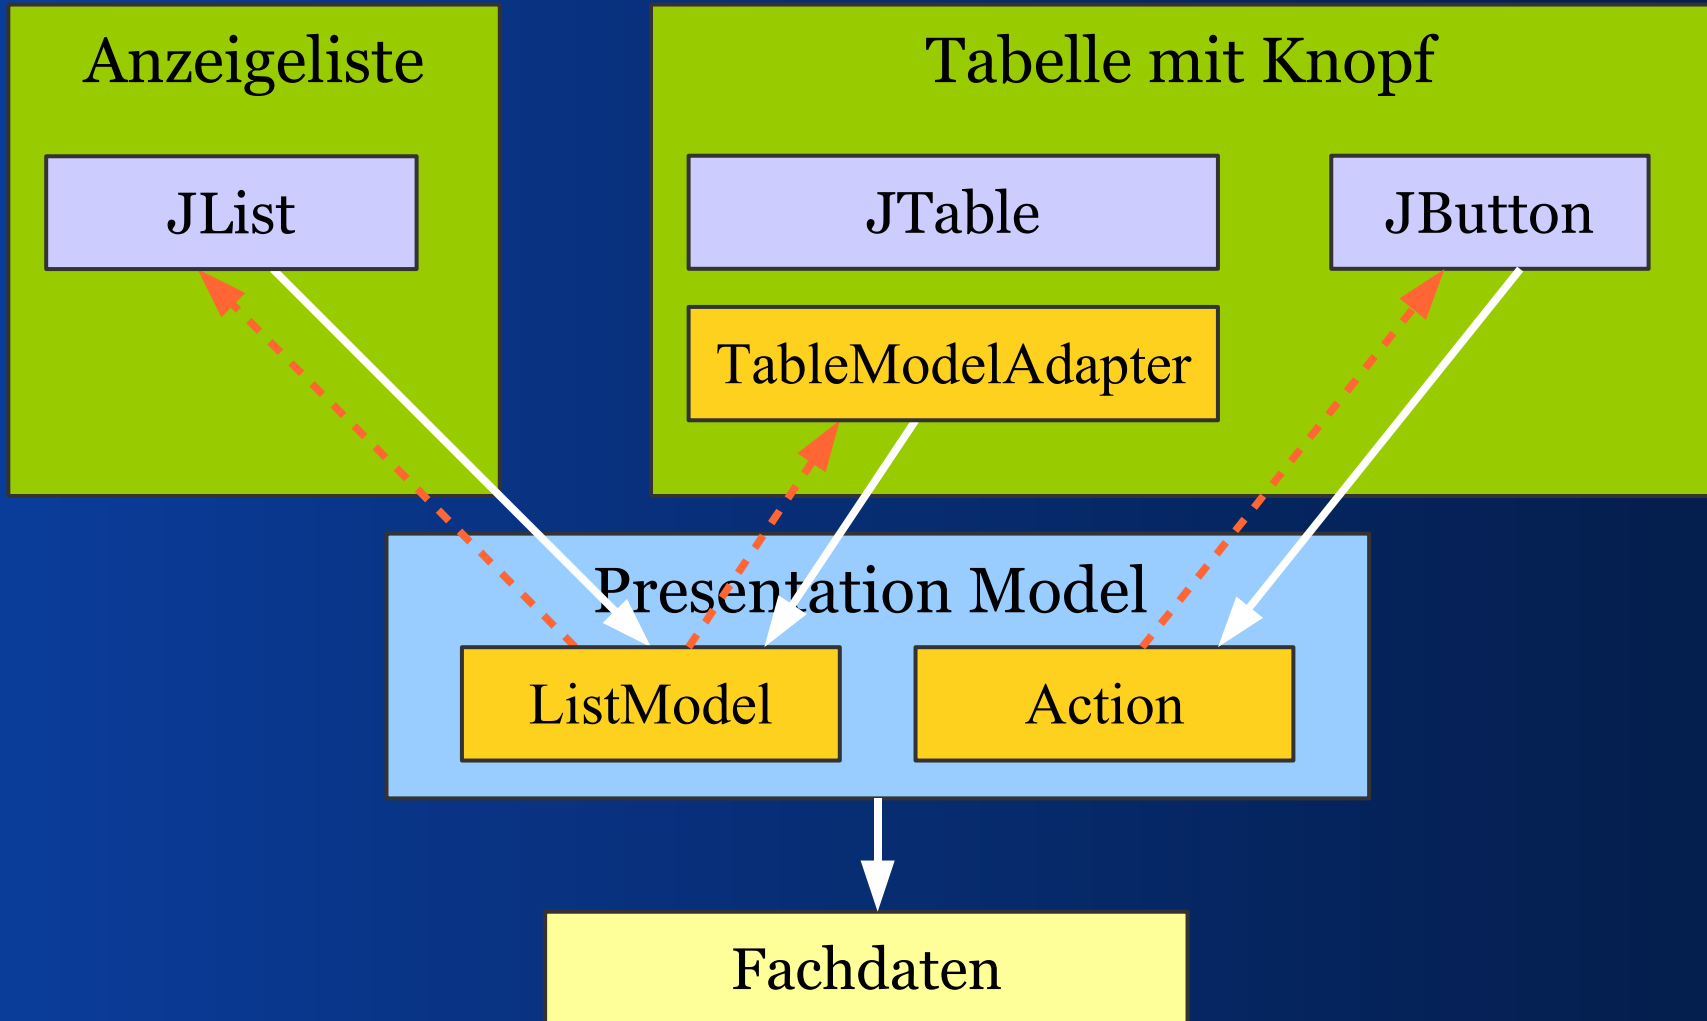 Anzeigeliste
Tabelle mit Knopf
JList
JTable
JButton
TableModelAdapter
Presentation Model
ListModel
Action
Fachdaten